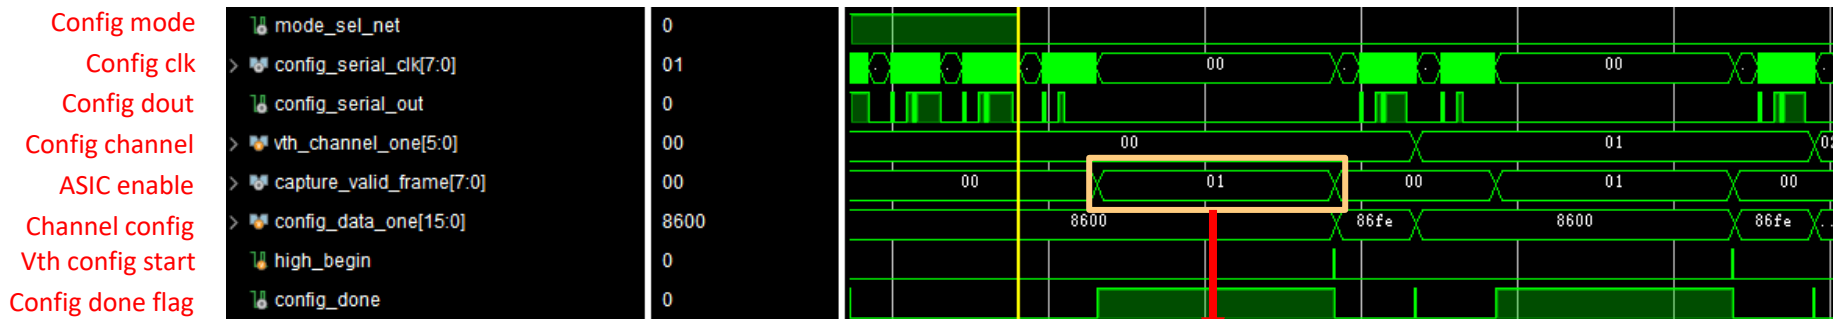 Config mode mode_sel_net 0
Config clk config_serial_clk[7:0] 01 . . . . 00 . . 00 . .
Config dout config_serial_out 0
Config channel vth_channel_one[5:0] 00 00 01 02
ASIC enable capture_valid_frame[7:0] 00 00 01 00 01 00
Channel config config_data_one[15:0] 8600 8600 86fe 8600 86fe ..
Vth config start high_begin 0
Config done flag config_done 0